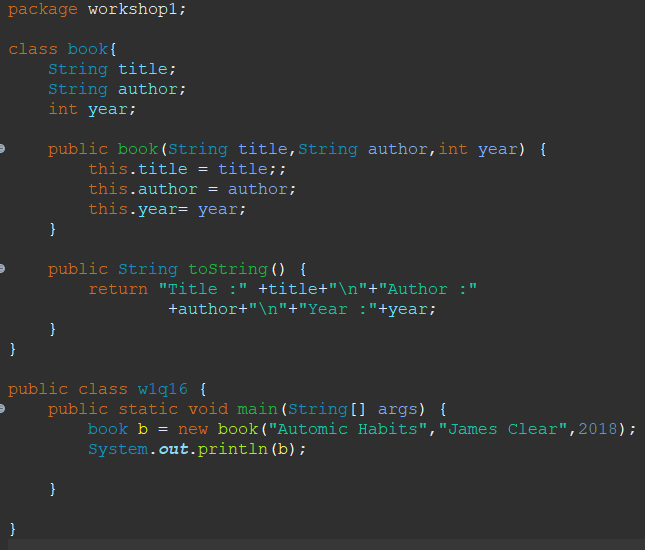 package workshop1;
class book{
String title;
String author;
int year;
public book(String title,String author,int year) {
this.title = title;;
this.author = author;
this.year= year;
}
public String toString() {
return "Title :" +title+"\n"+"Author :"
+author+"\n"+"Year :"+year;
}
}
public class w1q16 {
public static void main(String[] args) {
book b = new book("Automic Habits","James Clear",2018);
System.out.println(b);
}
}